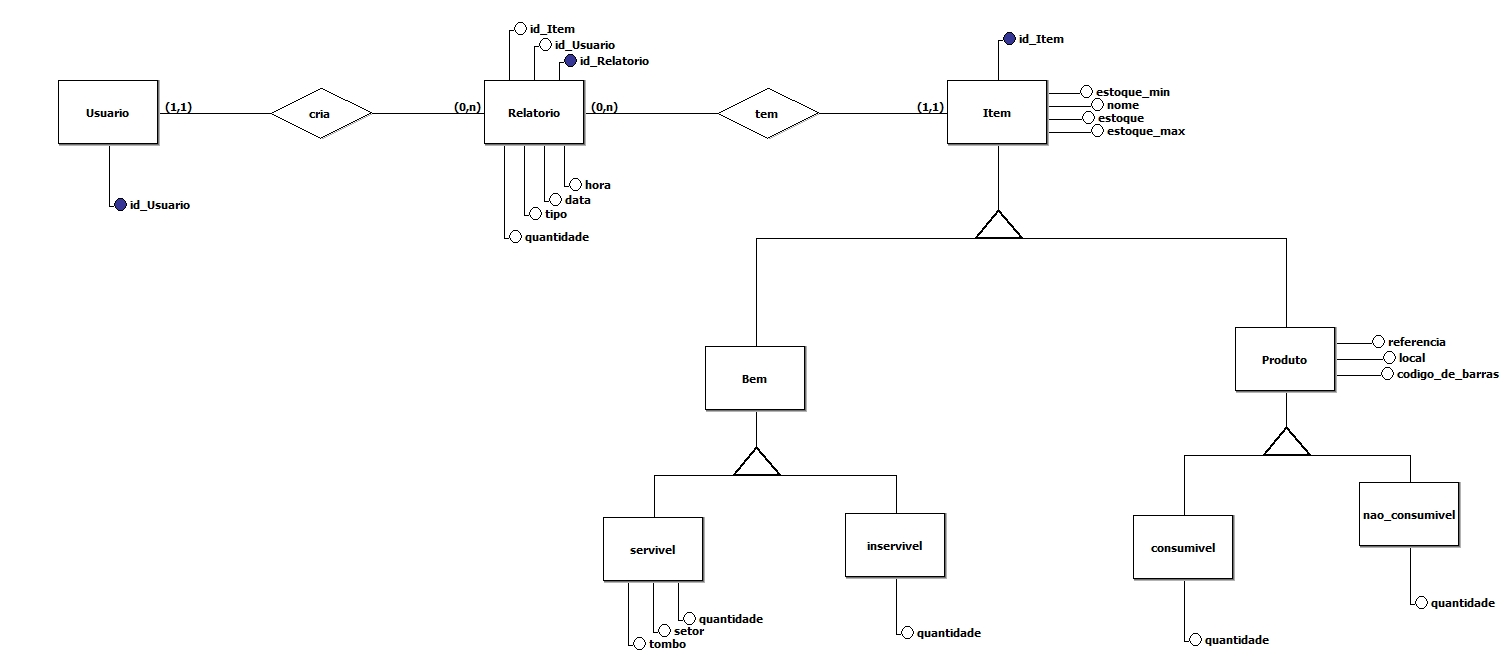 id_Item
id_Usuario
id_Relatorio
id_Item
Usuario
(1,1)
cria
(0,n)
Relatorio
(0,n)
tem
(1,1)
Item
estoque_min
nome
estoque
estoque_max
id_Usuario
hora
data
tipo
quantidade
Bem
Produto
referencia
local
codigo_de_barras
servivel
inservivel
consumivel
nao_consumivel
quantidade
setor
tombo
quantidade
quantidade
quantidade